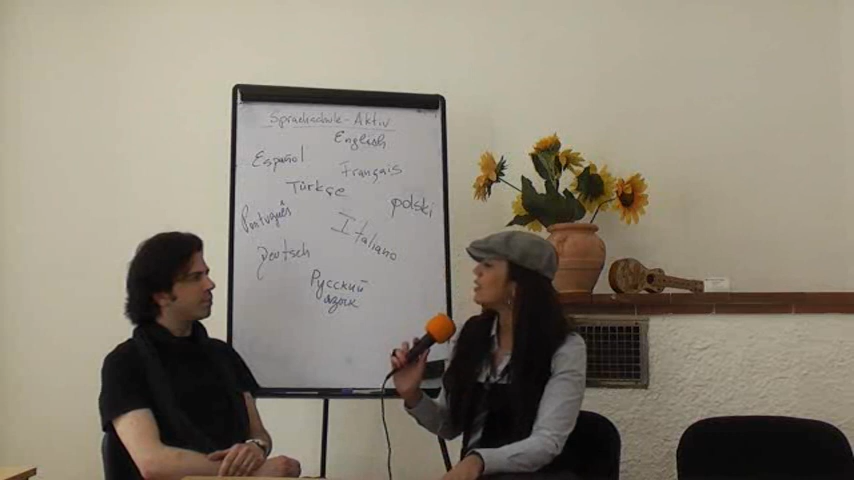 Sprachschule-Aktiv
English
Español
Français
Türkçe
polski
Português
Italiano
Deutsch
Русский
язык